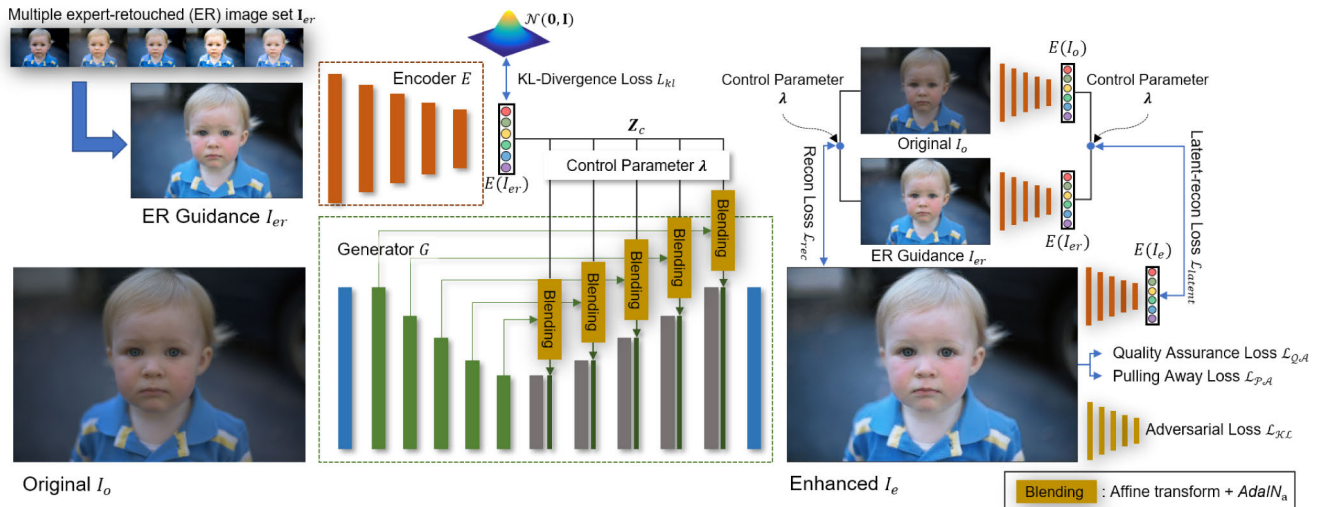 Multiple expert-retouched (ER) image set I_er
ER Guidance I_er
Original I_o
Encoder E
N(0, I)
KL-Divergence Loss L_kl
E(I_er)
Z_c
Control Parameter λ
Generator G
Blending
Blending
Blending
Blending
Blending
Control Parameter
λ
Recon Loss L_rec
Original I_o
ER Guidance I_er
E(I_o)
E(I_er)
Control Parameter
λ
Latent-recon Loss L_latent
E(I_e)
Enhanced I_e
Quality Assurance Loss L_QA
Pulling Away Loss L_PA
Adversarial Loss L_KL
Blending : Affine transform + AdaIN_a